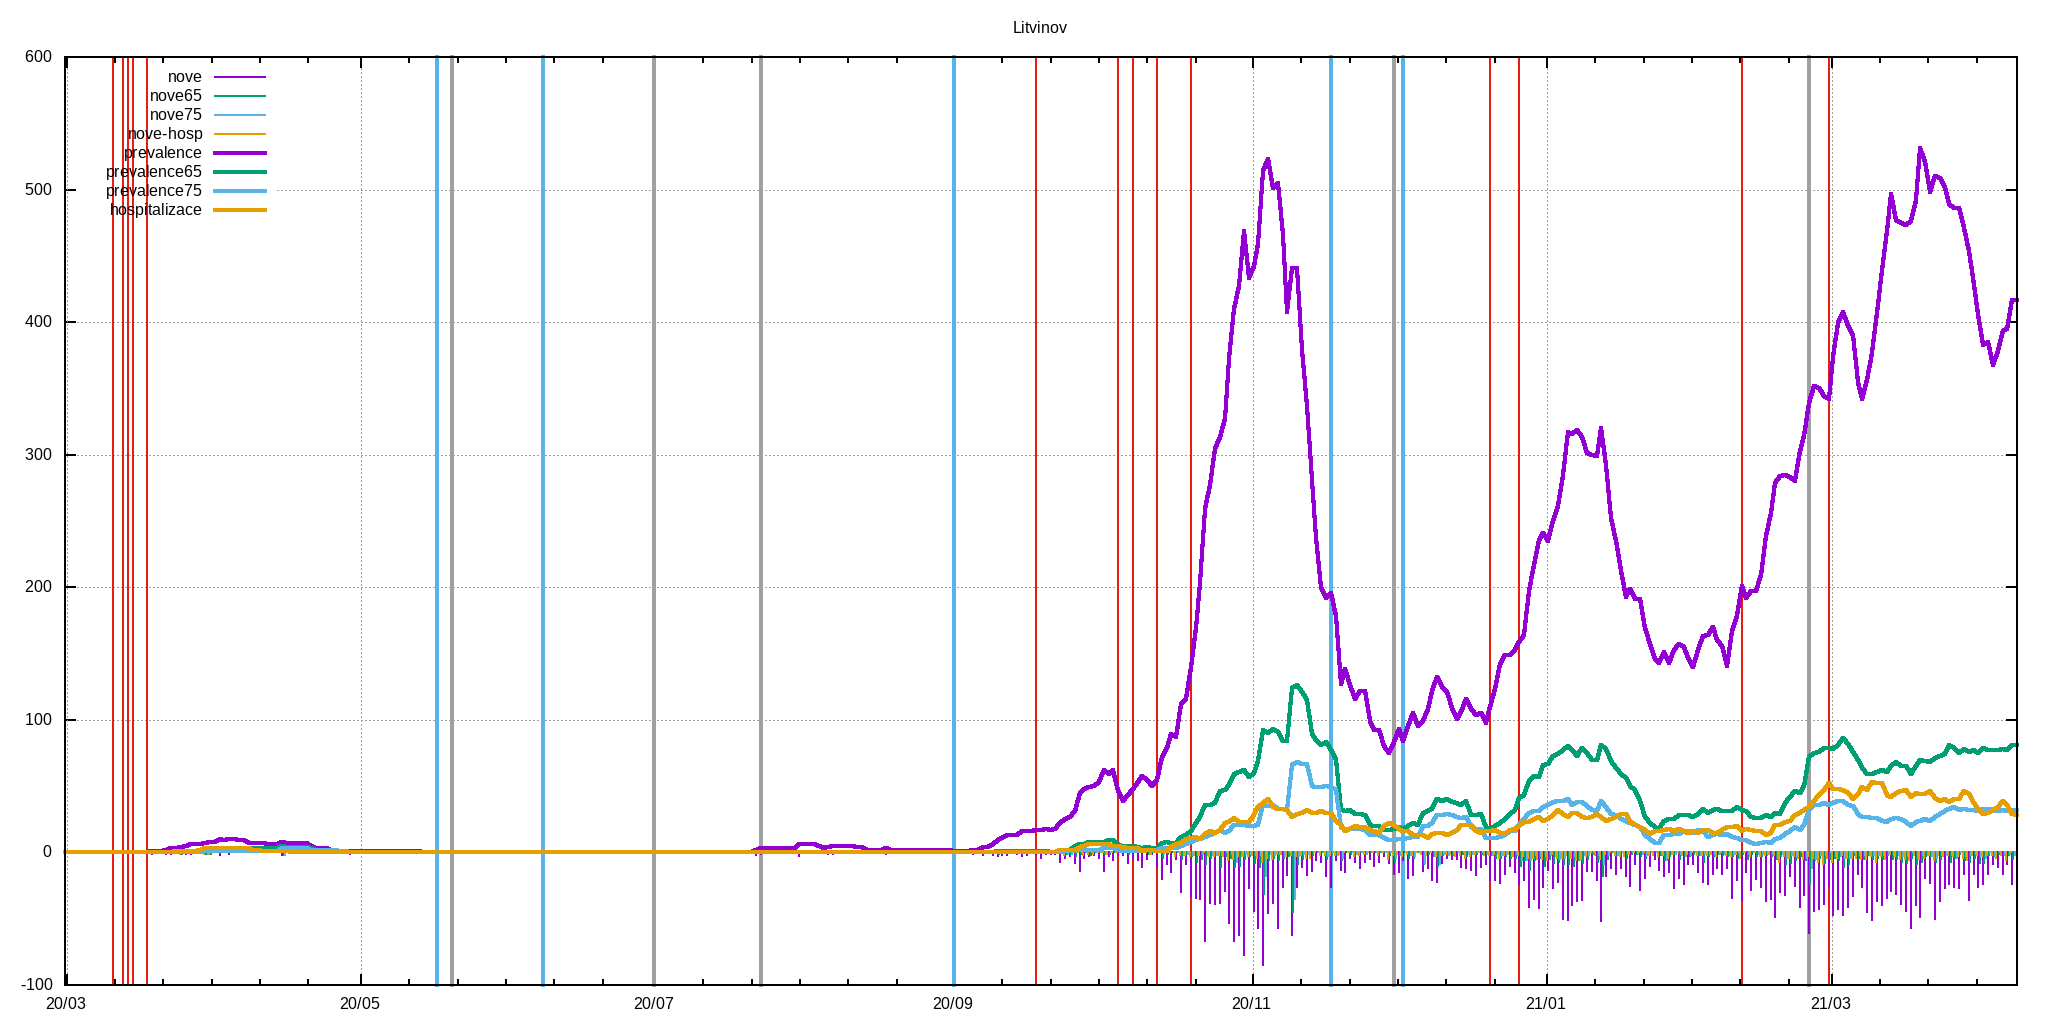 Litvinov
600
500
400
300
200
100
0
-100
nove
nove65
nove75
nove-hosp
prevalence
prevalence65
prevalence75
hospitalizace
20/03 20/05 20/07 20/09 20/11 21/01 21/03